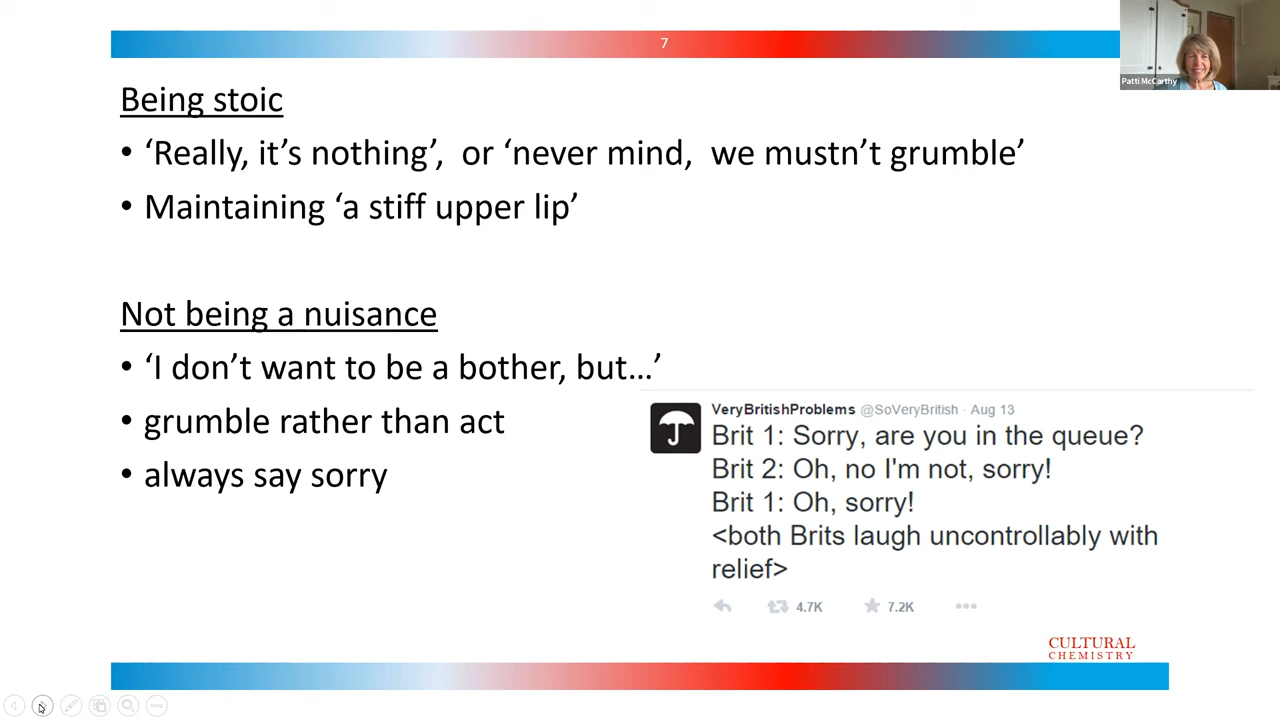 7
Patti McCarthy
Being stoic
• ‘Really, it’s nothing’,  or ‘never mind,  we mustn’t grumble’
• Maintaining ‘a stiff upper lip’
Not being a nuisance
• ‘I don’t want to be a bother, but…’
• grumble rather than act
• always say sorry
VeryBritishProblems @SoVeryBritish · Aug 13
Brit 1: Sorry, are you in the queue?
Brit 2: Oh, no I'm not, sorry!
Brit 1: Oh, sorry!
<both Brits laugh uncontrollably with
relief>
4.7K 7.2K
CULTURAL
CHEMISTRY